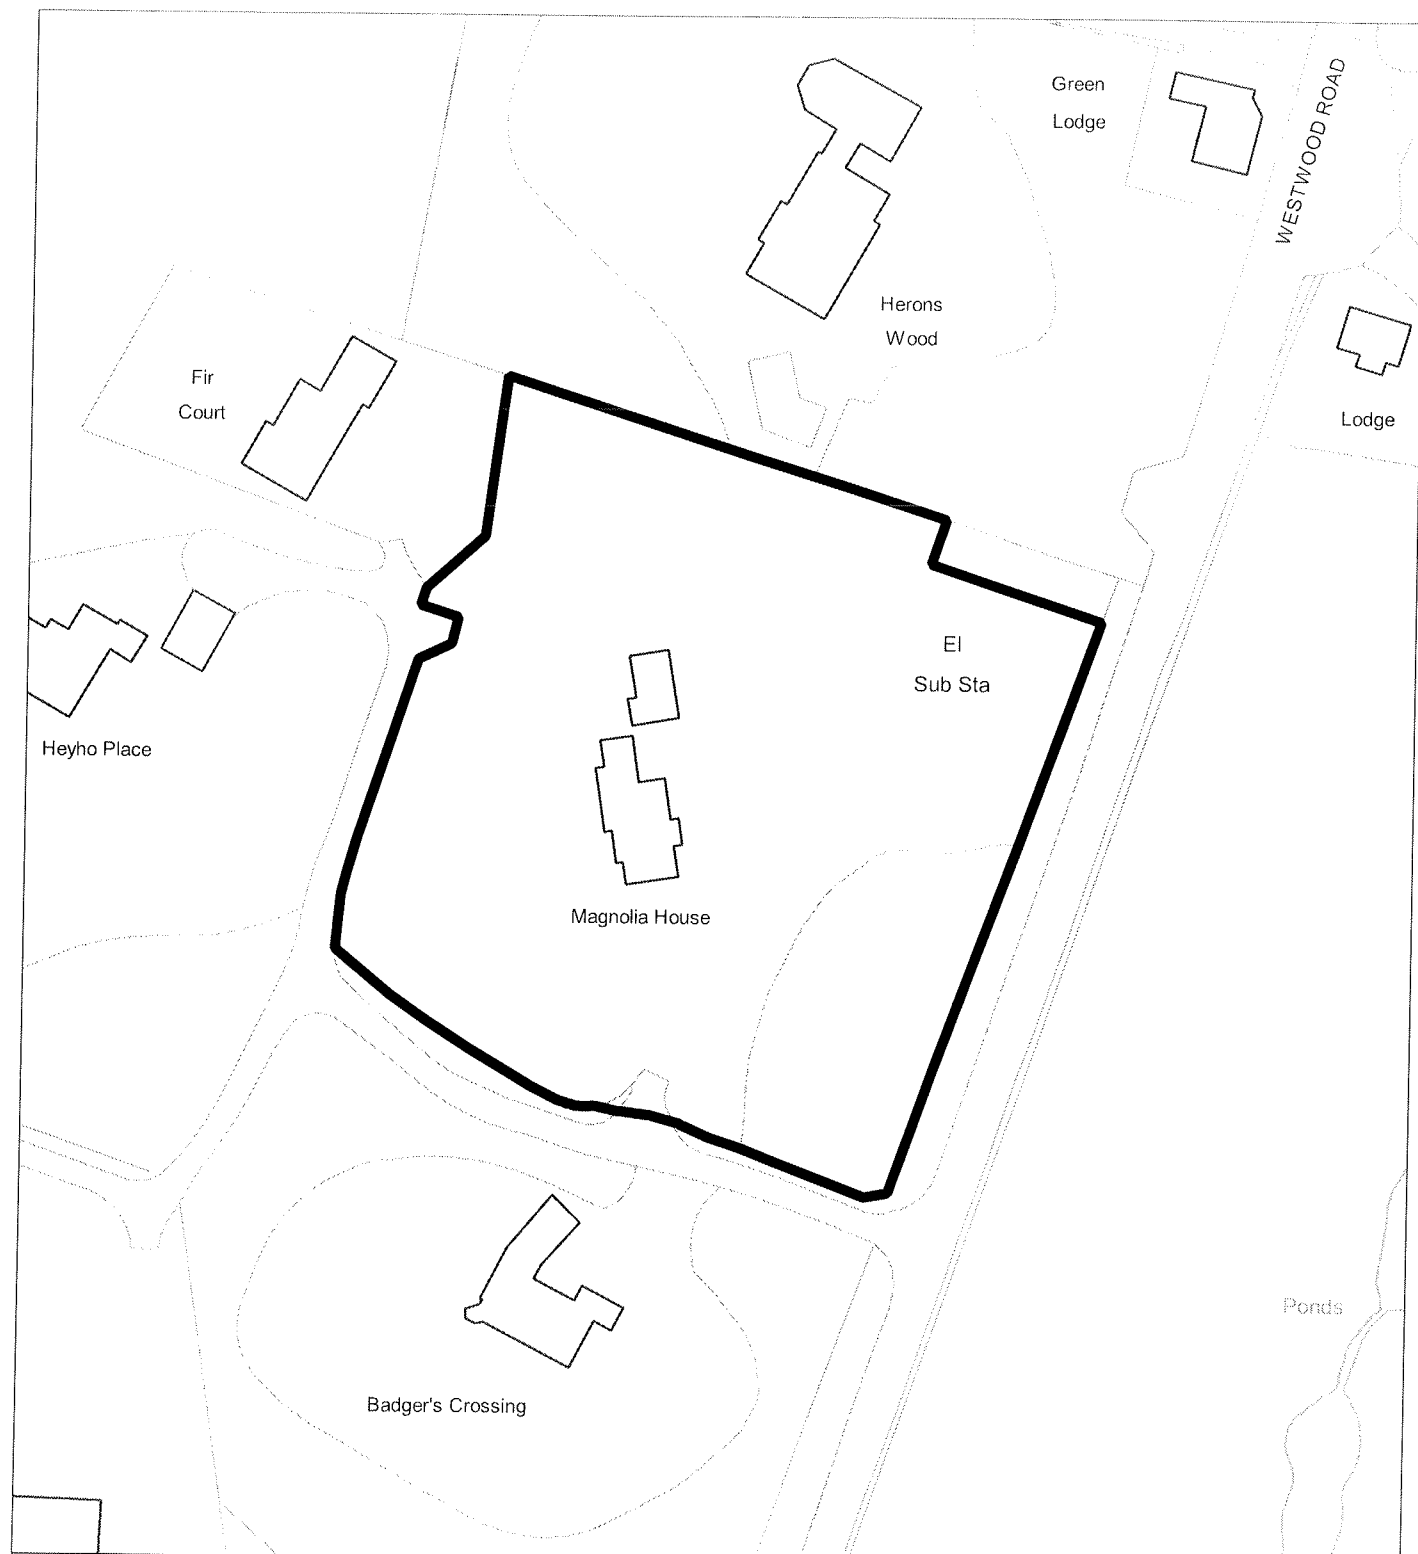 Green
Lodge
WESTWOOD ROAD
Herons
Wood
Fir
Court
Lodge
El
Sub Sta
Heyho Place
Magnolia House
Ponds
Badger's Crossing